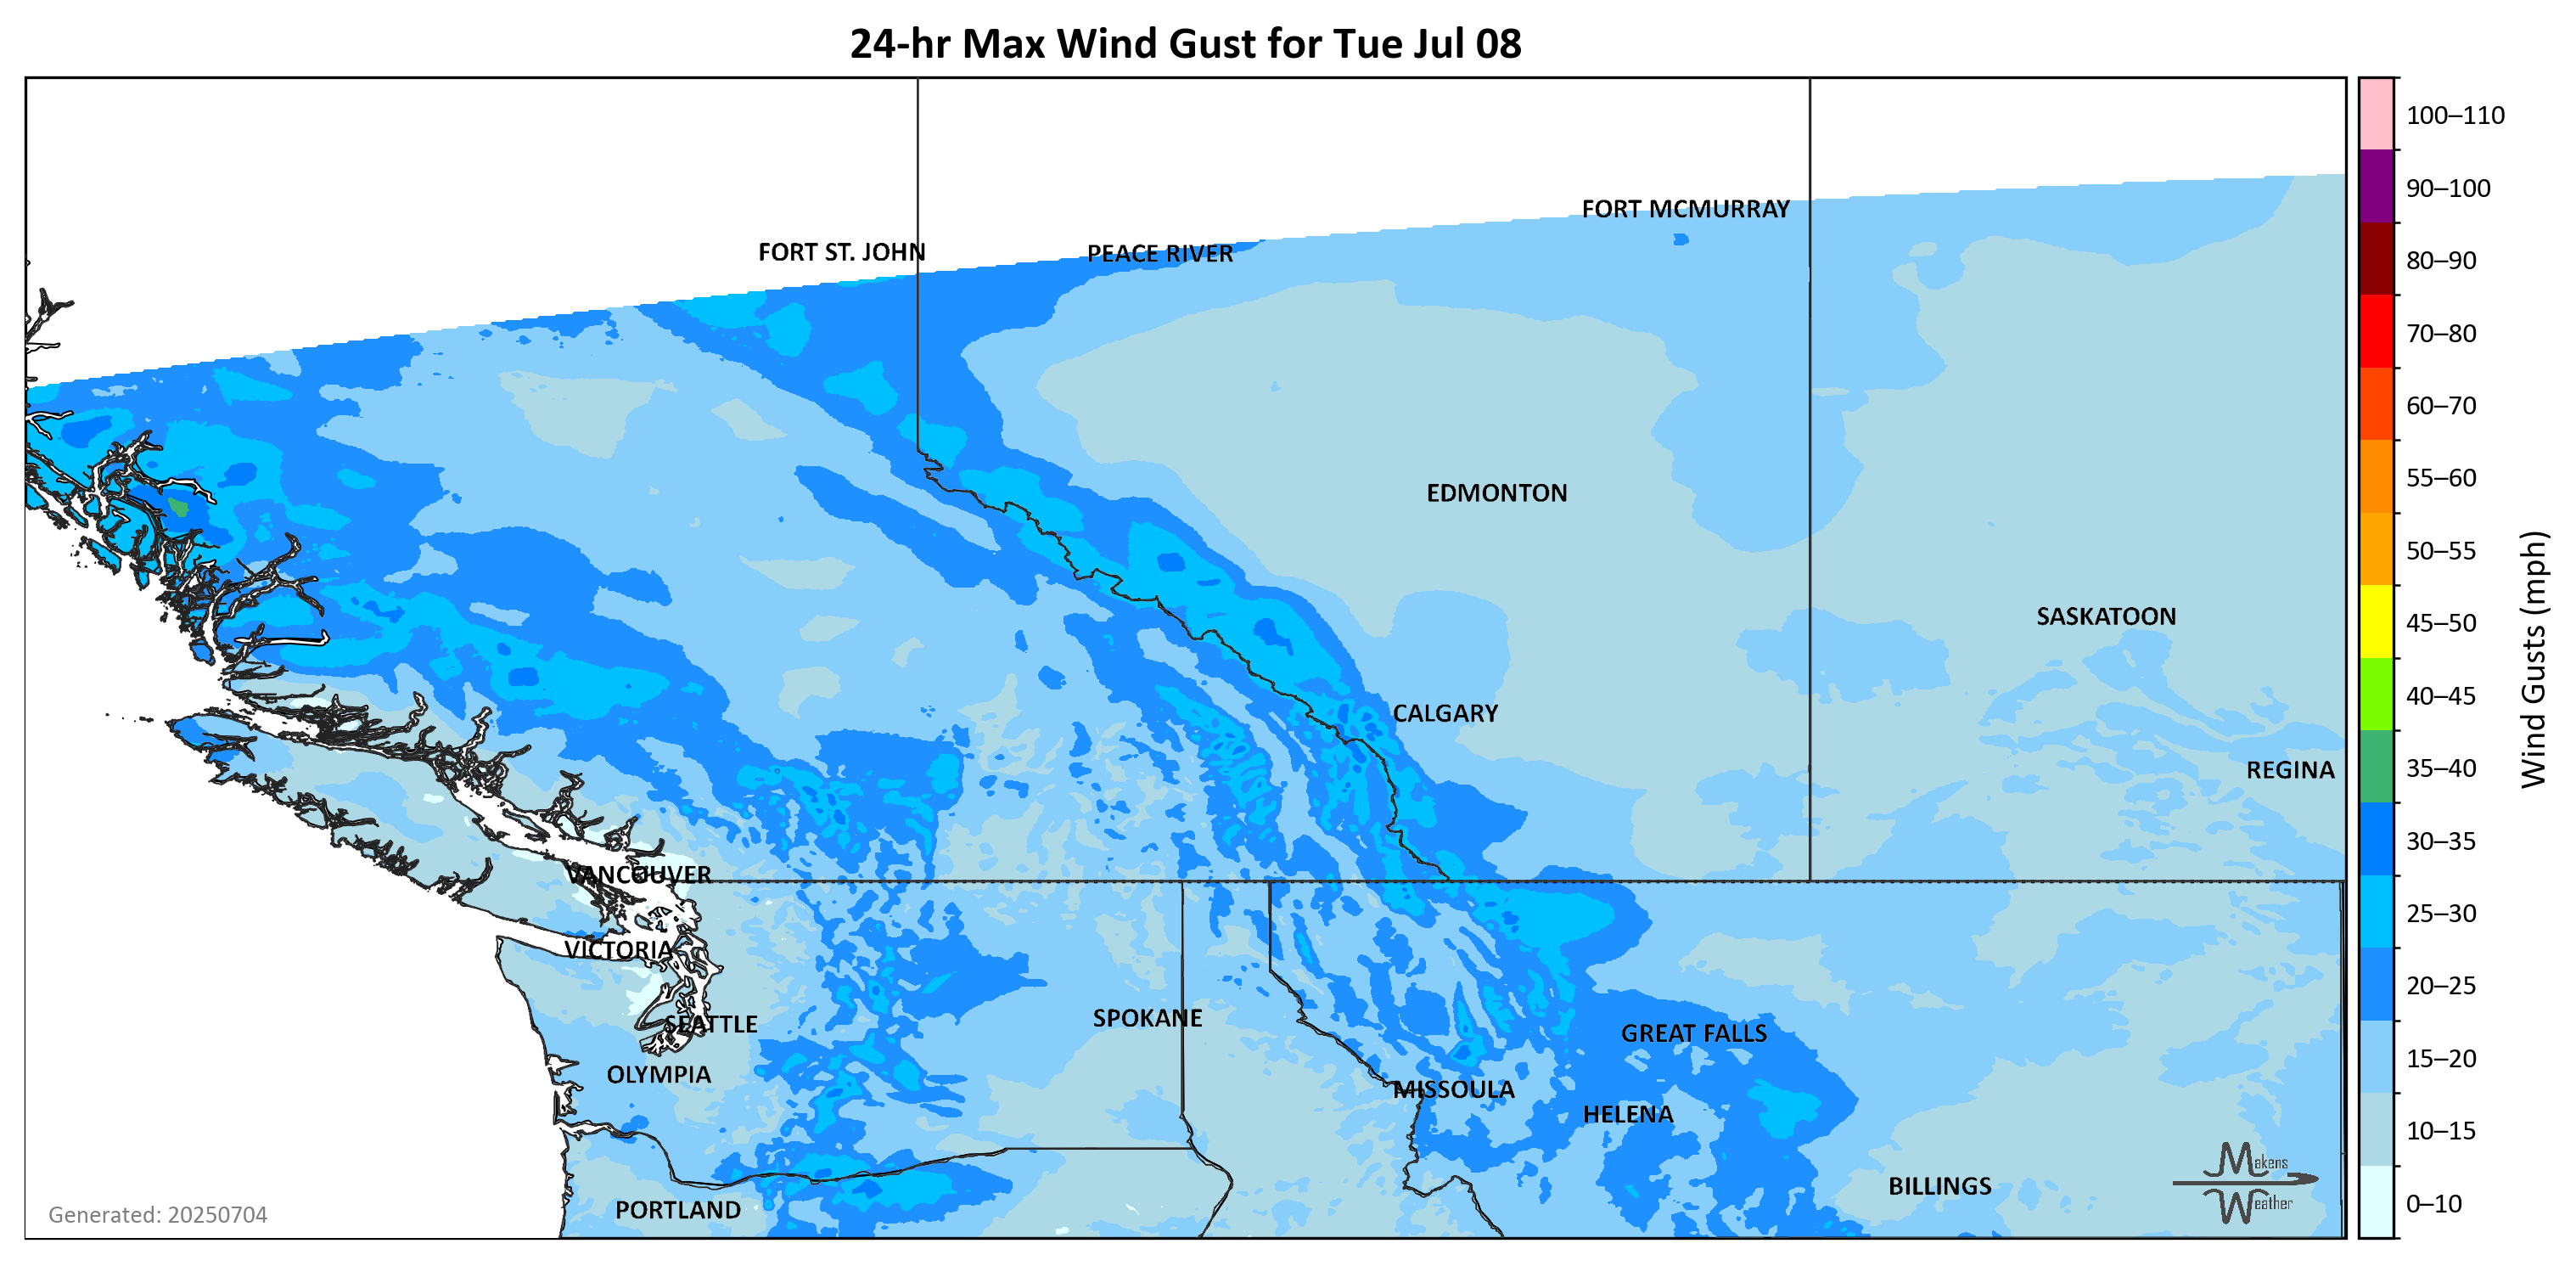 24-hr Max Wind Gust for Tue Jul 08
100–110
90–100
80–90
70–80
60–70
55–60
50–55
45–50
40–45
35–40
30–35
25–30
20–25
15–20
10–15
0–10
Wind Gusts (mph)
FORT MCMURRAY
FORT ST. JOHN
PEACE RIVER
EDMONTON
SASKATOON
CALGARY
REGINA
VANCOUVER
VICTORIA
SPOKANE
SEATTLE
GREAT FALLS
OLYMPIA
MISSOULA
HELENA
BILLINGS
PORTLAND
Makens
Weather
Generated: 20250704